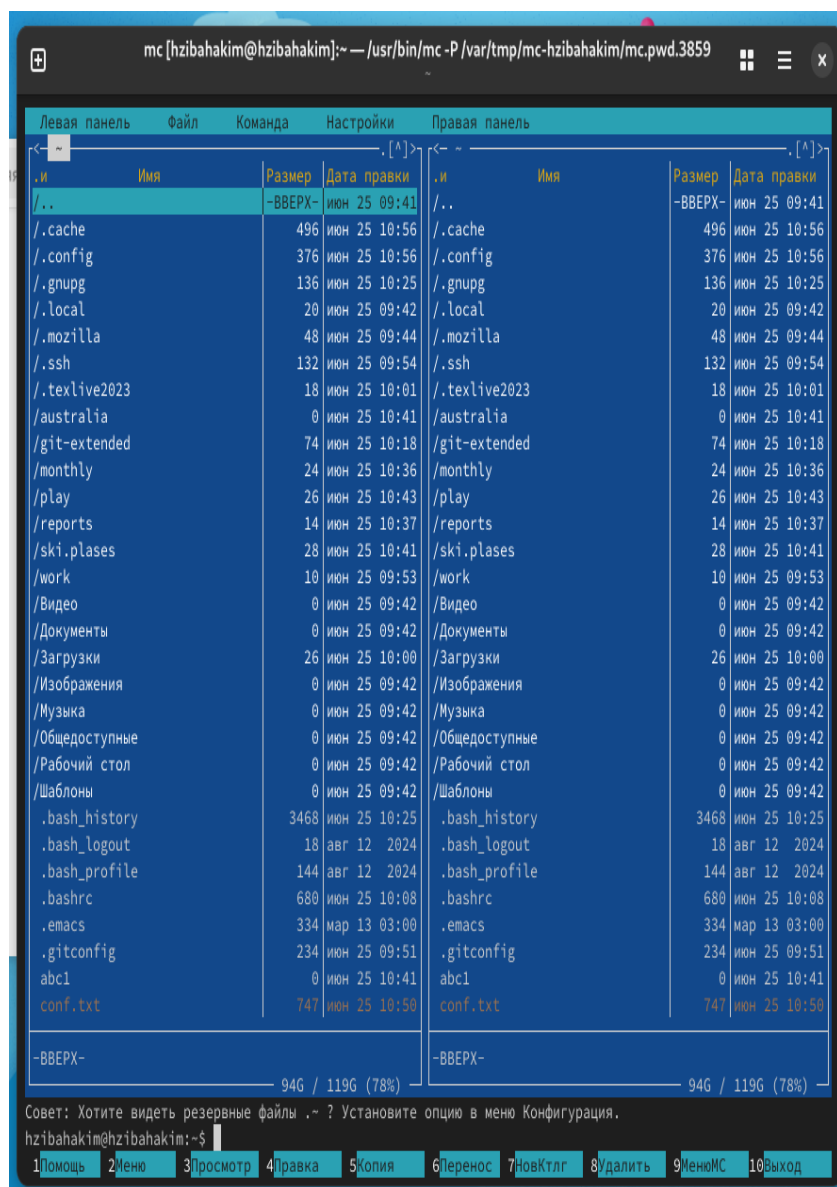 mc [hzibahakim@hzibahakim]:~ — /usr/bin/mc -P /var/tmp/mc-hzibahakim/mc.pwd.3859
~
Левая панель Файл Команда Настройки Правая панель
<- ~ .[^]> <- ~ .[^]>
.и Имя Размер Дата правки .и Имя Размер Дата правки
/.. -ВВЕРХ- июн 25 09:41 /.. -ВВЕРХ- июн 25 09:41
/.cache 496 июн 25 10:56 /.cache 496 июн 25 10:56
/.config 376 июн 25 10:56 /.config 376 июн 25 10:56
/.gnupg 136 июн 25 10:25 /.gnupg 136 июн 25 10:25
/.local 20 июн 25 09:42 /.local 20 июн 25 09:42
/.mozilla 48 июн 25 09:44 /.mozilla 48 июн 25 09:44
/.ssh 132 июн 25 09:54 /.ssh 132 июн 25 09:54
/.texlive2023 18 июн 25 10:01 /.texlive2023 18 июн 25 10:01
/australia 0 июн 25 10:41 /australia 0 июн 25 10:41
/git-extended 74 июн 25 10:18 /git-extended 74 июн 25 10:18
/monthly 24 июн 25 10:36 /monthly 24 июн 25 10:36
/play 26 июн 25 10:43 /play 26 июн 25 10:43
/reports 14 июн 25 10:37 /reports 14 июн 25 10:37
/ski.plases 28 июн 25 10:41 /ski.plases 28 июн 25 10:41
/work 10 июн 25 09:53 /work 10 июн 25 09:53
/Видео 0 июн 25 09:42 /Видео 0 июн 25 09:42
/Документы 0 июн 25 09:42 /Документы 0 июн 25 09:42
/Загрузки 26 июн 25 10:00 /Загрузки 26 июн 25 10:00
/Изображения 0 июн 25 09:42 /Изображения 0 июн 25 09:42
/Музыка 0 июн 25 09:42 /Музыка 0 июн 25 09:42
/Общедоступные 0 июн 25 09:42 /Общедоступные 0 июн 25 09:42
/Рабочий стол 0 июн 25 09:42 /Рабочий стол 0 июн 25 09:42
/Шаблоны 0 июн 25 09:42 /Шаблоны 0 июн 25 09:42
.bash_history 3468 июн 25 10:25 .bash_history 3468 июн 25 10:25
.bash_logout 18 авг 12 2024 .bash_logout 18 авг 12 2024
.bash_profile 144 авг 12 2024 .bash_profile 144 авг 12 2024
.bashrc 680 июн 25 10:08 .bashrc 680 июн 25 10:08
.emacs 334 мар 13 03:00 .emacs 334 мар 13 03:00
.gitconfig 234 июн 25 09:51 .gitconfig 234 июн 25 09:51
abc1 0 июн 25 10:41 abc1 0 июн 25 10:41
conf.txt 747 июн 25 10:50 conf.txt 747 июн 25 10:50
-ВВЕРХ- -ВВЕРХ-
94G / 119G (78%) 94G / 119G (78%)
Совет: Хотите видеть резервные файлы .~ ? Установите опцию в меню Конфигурация.
hzibahakim@hzibahakim:~$
1Помощь 2Меню 3Просмотр 4Правка 5Копия 6Перенос 7НовКтлг 8Удалить 9МенюМС 10Выход